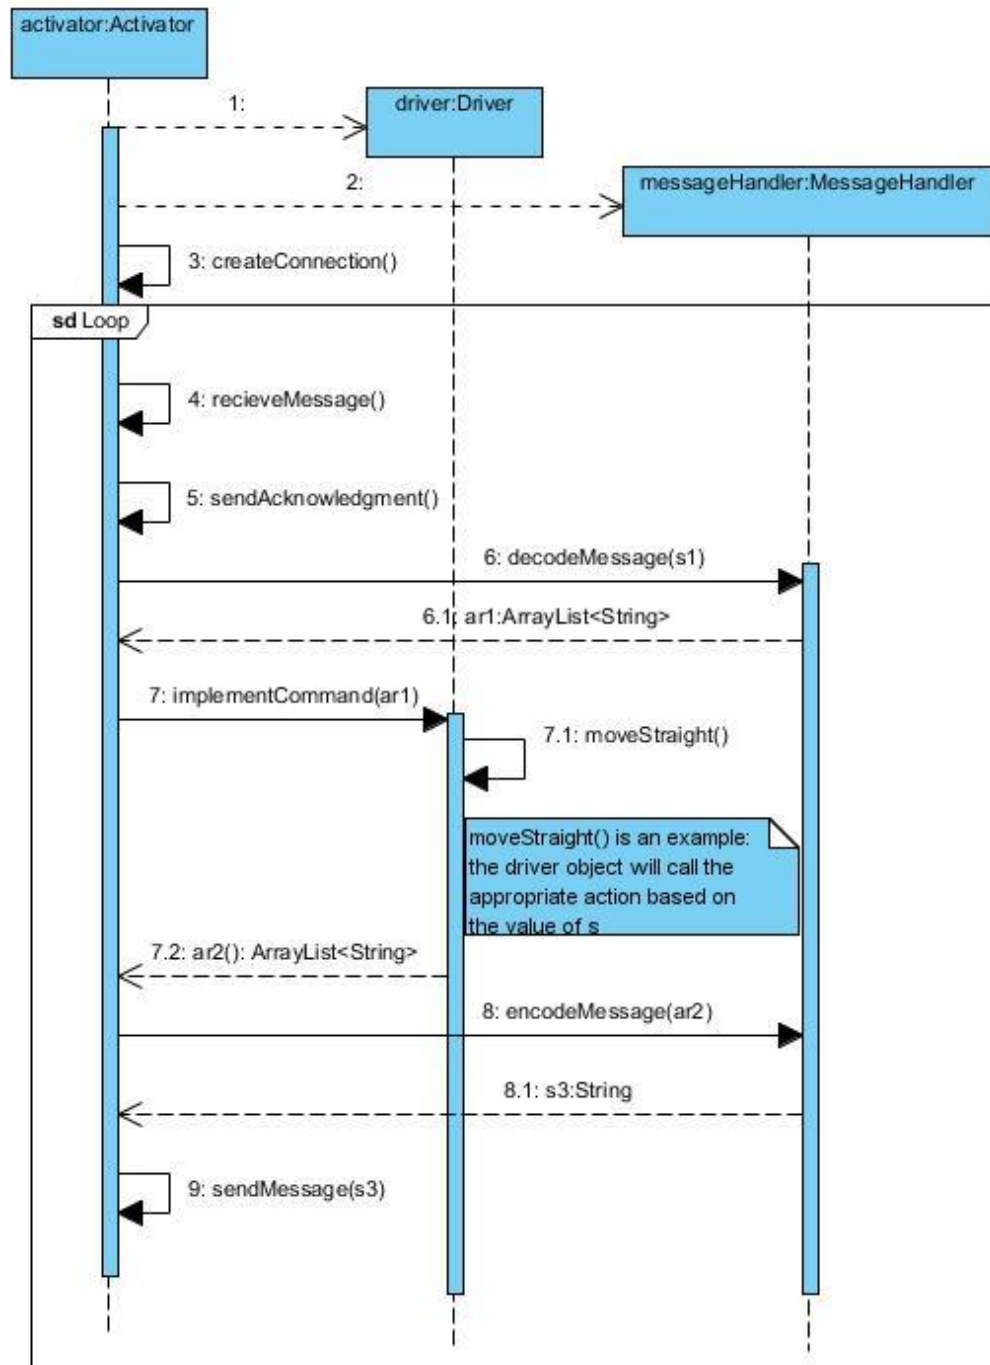 activator:Activator
1:
driver:Driver
2:
messageHandler:MessageHandler
3: createConnection()
sd Loop
4: recieveMessage()
5: sendAcknowledgment()
6: decodeMessage(s1)
6.1: ar1:ArrayList<String>
7: implementCommand(ar1)
7.1: moveStraight()
moveStraight() is an example:
the driver object will call the
appropriate action based on
the value of s
7.2: ar2(): ArrayList<String>
8: encodeMessage(ar2)
8.1: s3:String
9: sendMessage(s3)